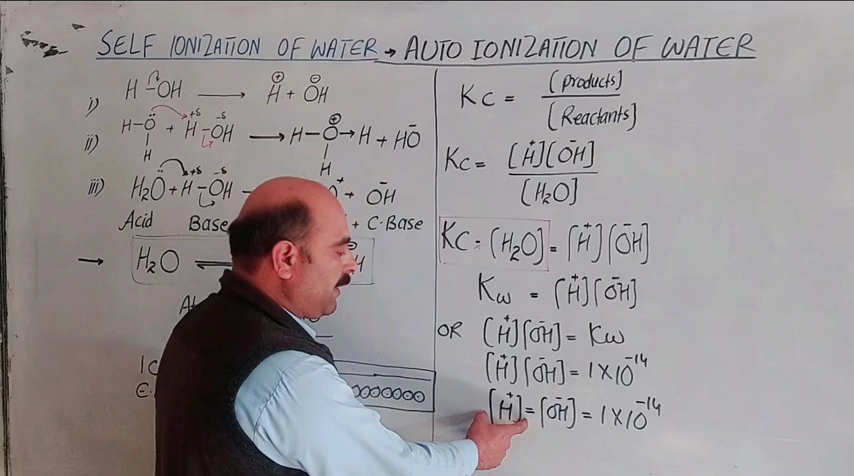 SELF IONIZATION OF WATER → AUTO IONIZATION OF WATER
i) H-OH → H⁺ + OH⁻
ii) H-Ö-H + H^{+δ}-OH^{-δ} → H-O⁺(H)→H + HO⁻
iii) H₂Ö + H^{+δ}-OH^{-δ} O⁺ + OH⁻
Acid Base + C-Base
→ H₂O ⇌ H
Kc = [Products] / [Reactants]
Kc = [H⁺][OH⁻] / [H₂O]
Kc = [H₂O] = [H⁺][OH⁻]
Kw = [H⁺][OH⁻]
OR [H⁺][OH⁻] = Kw
[H⁺][OH⁻] = 1×10⁻¹⁴
[H⁺] = [OH⁻] = 1×10⁻¹⁴